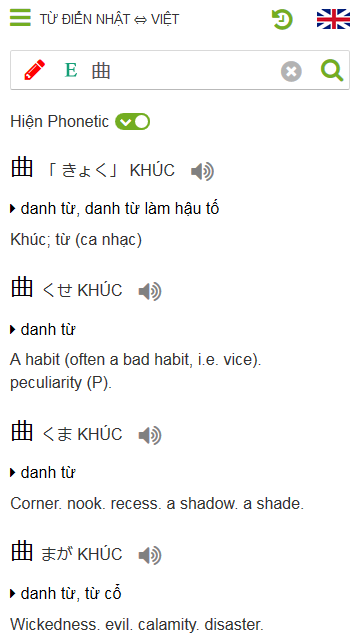 TỪ ĐIỂN NHẬT ⇔ VIỆT
E 曲
Hiện Phonetic
曲 「 きょく」 KHÚC
danh từ, danh từ làm hậu tố
Khúc; từ (ca nhạc)
曲 くせ KHÚC
danh từ
A habit (often a bad habit, i.e. vice).
peculiarity (P).
曲 くま KHÚC
danh từ
Corner. nook. recess. a shadow. a shade.
曲 まが KHÚC
danh từ, từ cổ
Wickedness. evil. calamity. disaster.